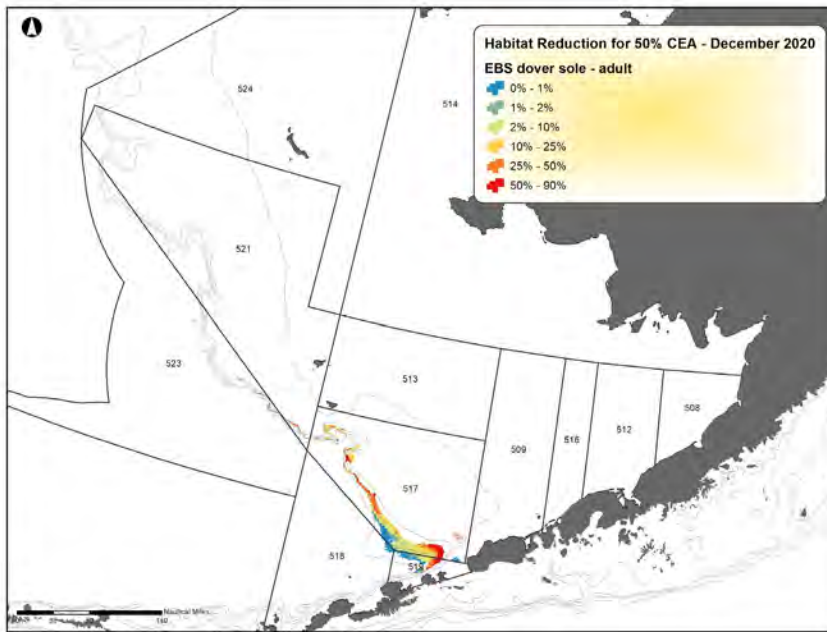 Habitat Reduction for 50% CEA - December 2020
EBS dover sole - adult
0% - 1%
1% - 2%
2% - 10%
10% - 25%
25% - 50%
50% - 90%
524
514
521
523
513
508
509
516
512
517
518
519
Nautical Miles